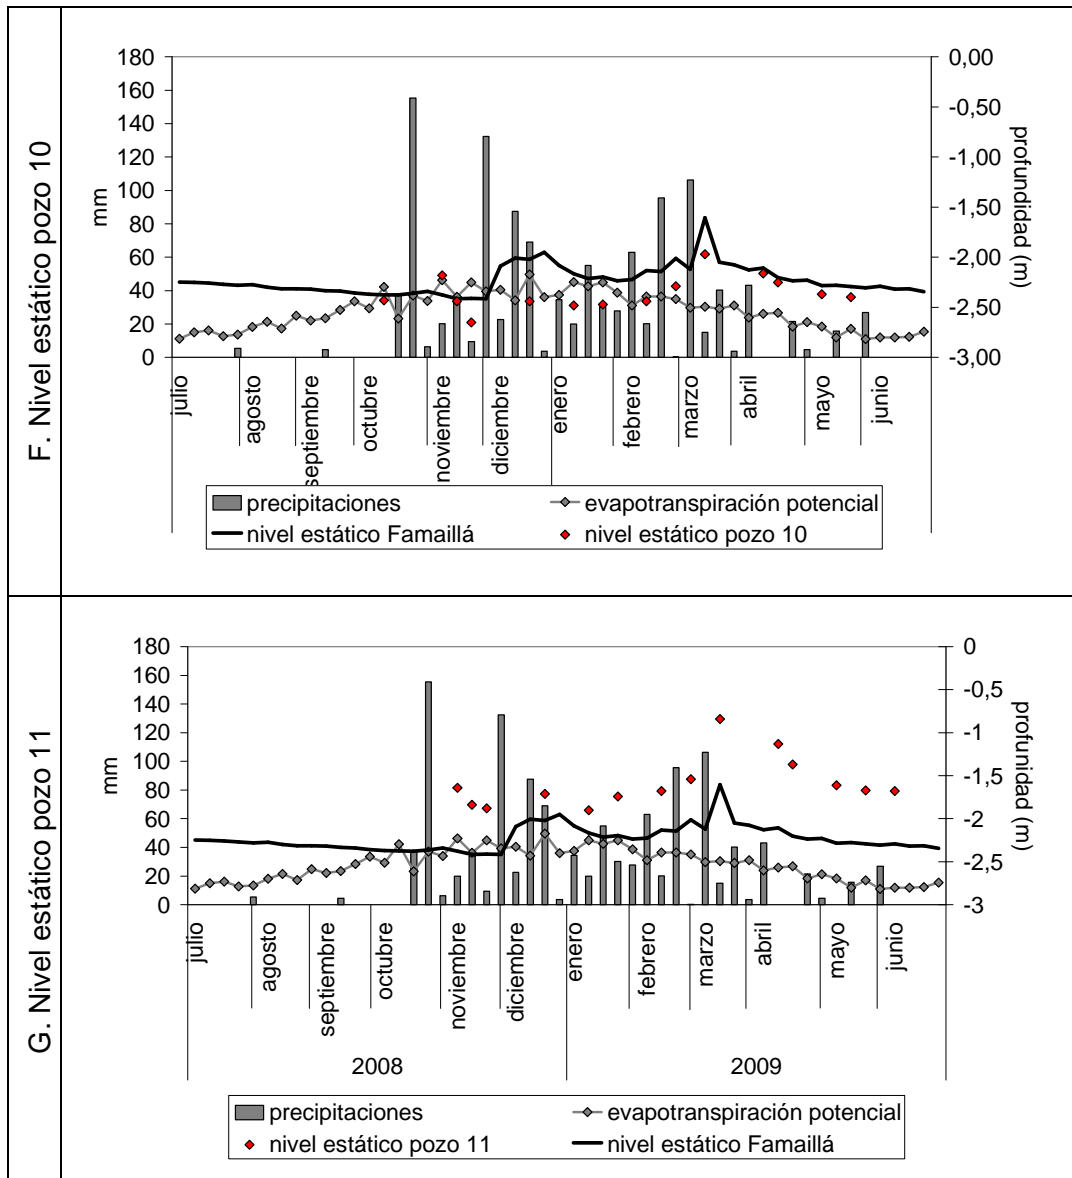 F. Nivel estático pozo 10
180
160
140
120
100
80
60
40
20
0
mm
0,00
-0,50
-1,00
-1,50
-2,00
-2,50
-3,00
profundidad (m)
julio
agosto
septiembre
octubre
noviembre
diciembre
enero
febrero
marzo
abril
mayo
junio
precipitaciones
evapotranspiración potencial
nivel estático Famaillá
nivel estático pozo 10
G. Nivel estático pozo 11
180
160
140
120
100
80
60
40
20
0
mm
0
-0,5
-1
-1,5
-2
-2,5
-3
profunidad (m)
julio
agosto
septiembre
octubre
noviembre
diciembre
enero
febrero
marzo
abril
mayo
junio
2008
2009
precipitaciones
evapotranspiración potencial
nivel estático pozo 11
nivel estático Famaillá